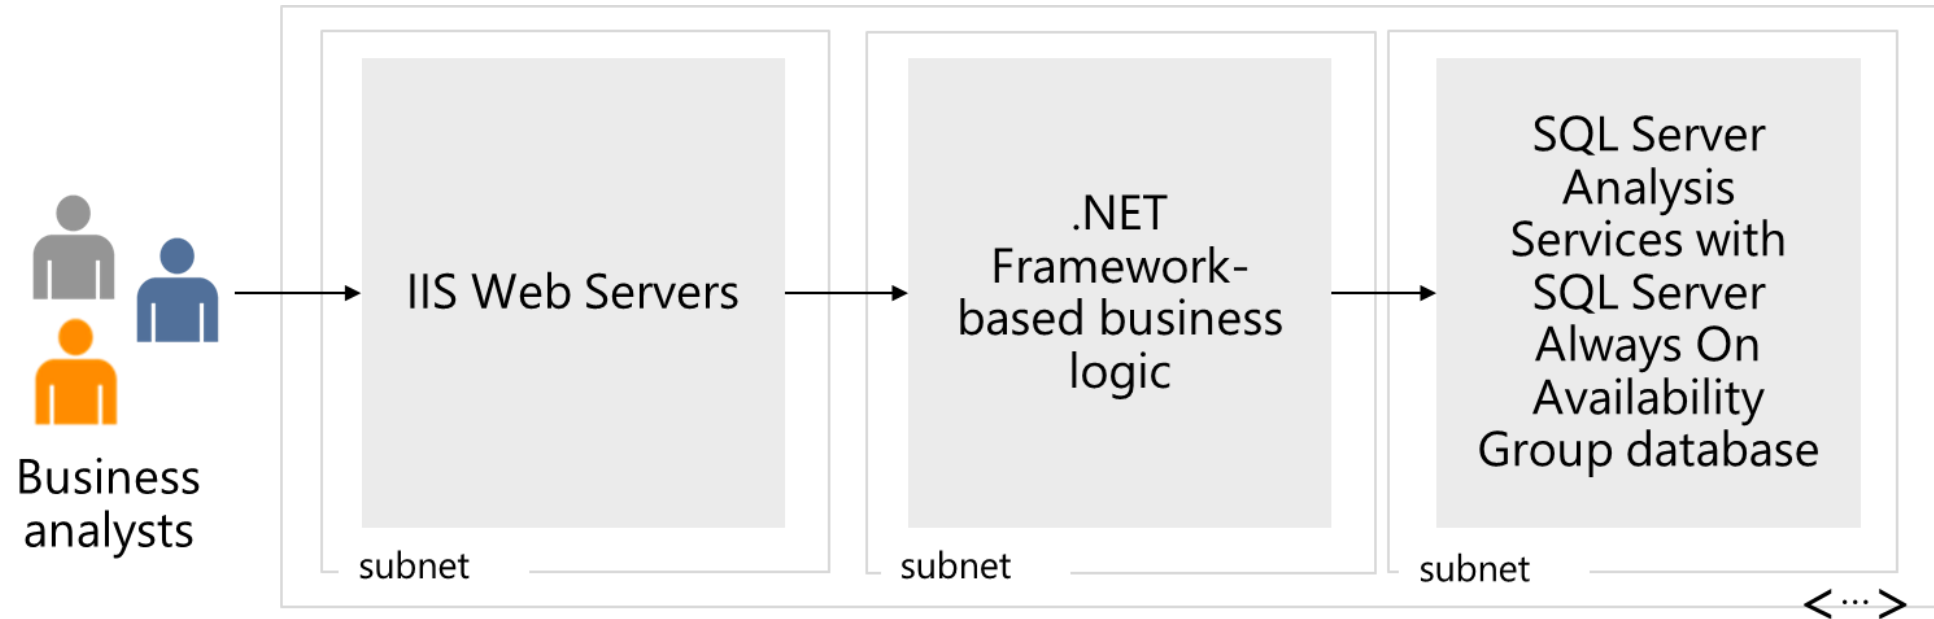 Business
analysts
IIS Web Servers
subnet
.NET
Framework-
based business
logic
subnet
SQL Server
Analysis
Services with
SQL Server
Always On
Availability
Group database
subnet
<···>